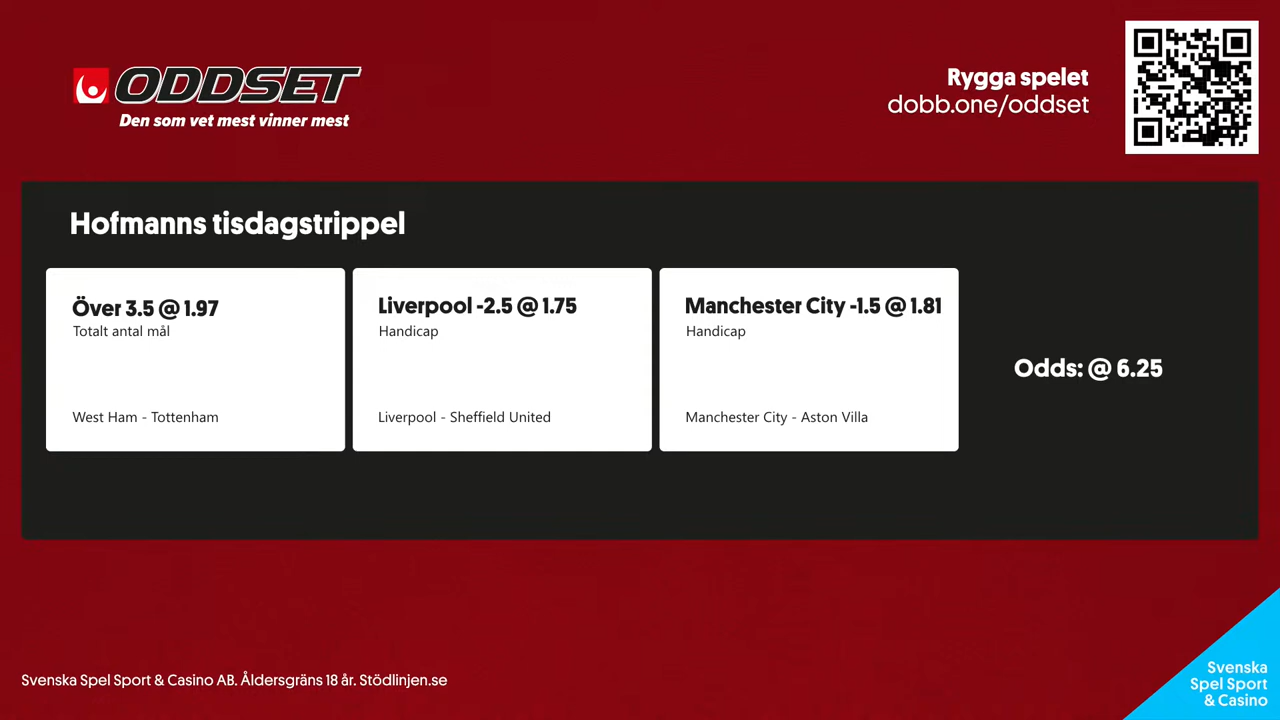 ODDSET
Den som vet mest vinner mest
Rygga spelet
dobb.one/oddset
Hofmanns tisdagstrippel
Över 3.5 @ 1.97
Totalt antal mål
West Ham - Tottenham
Liverpool -2.5 @ 1.75
Handicap
Liverpool - Sheffield United
Manchester City -1.5 @ 1.81
Handicap
Manchester City - Aston Villa
Odds: @ 6.25
Svenska Spel Sport & Casino AB. Åldersgräns 18 år. Stödlinjen.se
Svenska
Spel Sport
& Casino